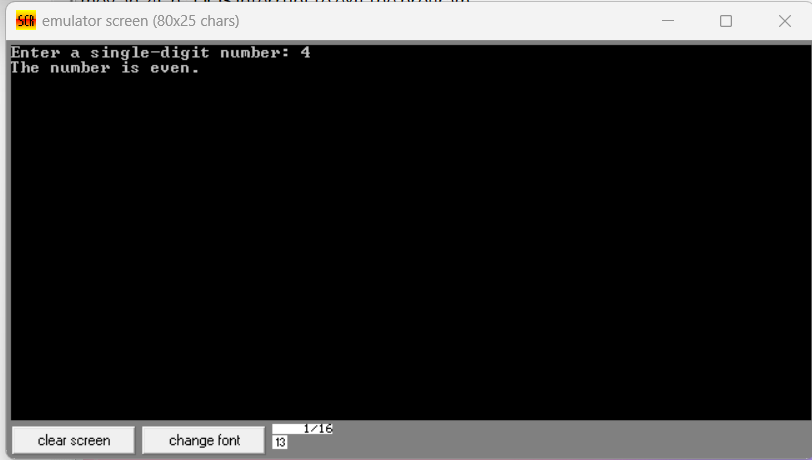 SCR emulator screen (80x25 chars)
Enter a single-digit number: 4
The number is even.
clear screen change font 1/16
13